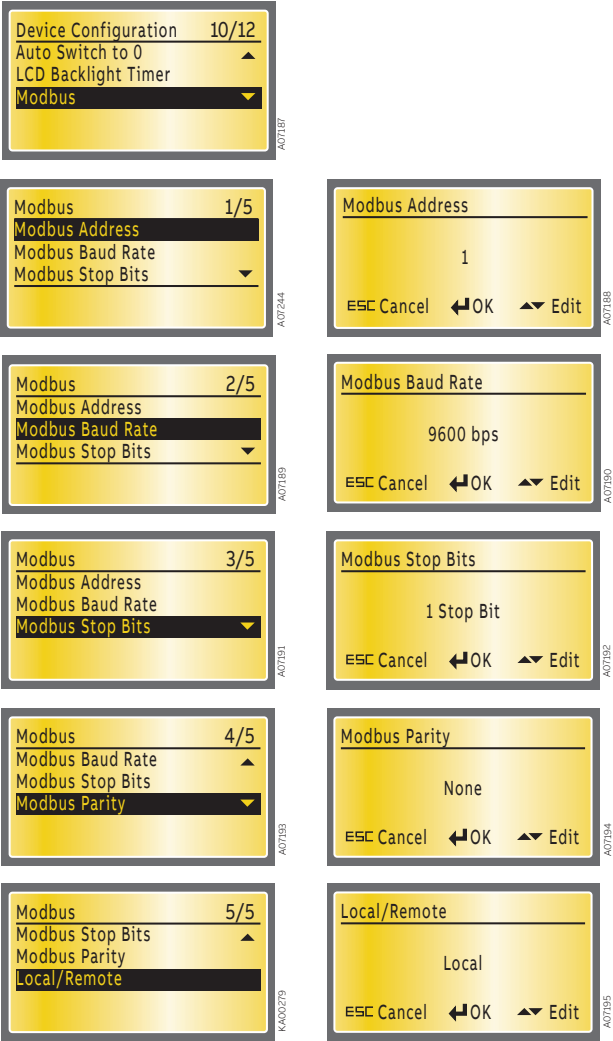 Device Configuration 10/12
Auto Switch to 0
LCD Backlight Timer
Modbus
A07187
Modbus 1/5
Modbus Address
Modbus Baud Rate
Modbus Stop Bits
A07244
Modbus Address
1
ESC Cancel OK Edit
A07188
Modbus 2/5
Modbus Address
Modbus Baud Rate
Modbus Stop Bits
A07189
Modbus Baud Rate
9600 bps
ESC Cancel OK Edit
A07190
Modbus 3/5
Modbus Address
Modbus Baud Rate
Modbus Stop Bits
A07191
Modbus Stop Bits
1 Stop Bit
ESC Cancel OK Edit
A07192
Modbus 4/5
Modbus Baud Rate
Modbus Stop Bits
Modbus Parity
A07193
Modbus Parity
None
ESC Cancel OK Edit
A07194
Modbus 5/5
Modbus Stop Bits
Modbus Parity
Local/Remote
KA00279
Local/Remote
Local
ESC Cancel OK Edit
A07195